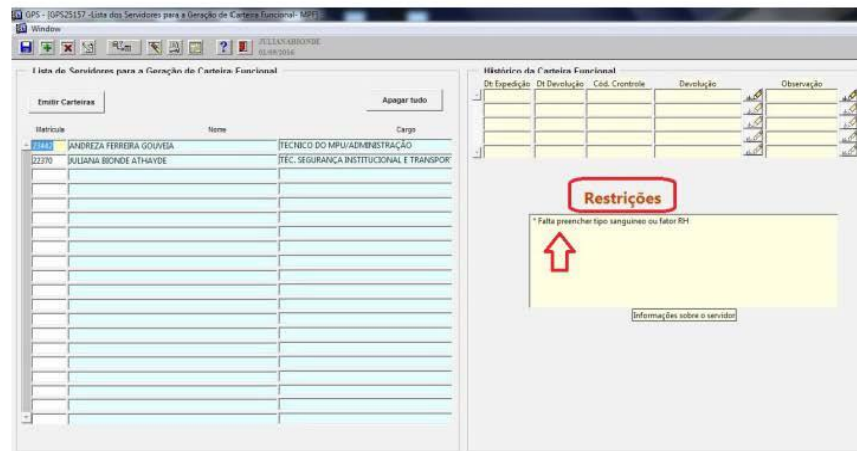 GPS - [GPS25157 -Lista dos Servidores para a Geração de Carteira Funcional- MPF]
Window
JULIANABIONDE
01/09/2016
Lista de Servidores para a Geração de Carteira Funcional
Emitir Carteiras
Apagar tudo
Matrícula Nome Cargo
23442 ANDREZA FERREIRA GOUVEIA TECNICO DO MPU/ADMINISTRAÇÃO
22370 JULIANA BIONDE ATHAYDE TÉC. SEGURANÇA INSTITUCIONAL E TRANSPOR
Histórico da Carteira Funcional
Dt Expedição Dt Devolução Cód. Crontrole Devolução Observação
Restrições
* Falta preencher tipo sanguineo ou fator RH
Informações sobre o servidor